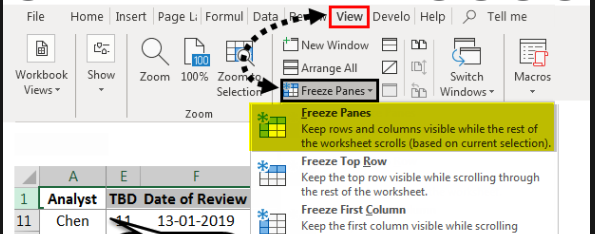 File Home Insert Page L Formul Data Review View Develo Help Tell me
New Window
Arrange All
Freeze Panes
Workbook Views
Show
Zoom
100
100%
Zoom to Selection
Switch Windows
Macros
Zoom
Freeze Panes
Keep rows and columns visible while the rest of
the worksheet scrolls (based on current selection).
Freeze Top Row
Keep the top row visible while scrolling through
the rest of the worksheet.
Freeze First Column
Keep the first column visible while scrolling
A E F
1 Analyst TBD Date of Review
11 Chen 11 13-01-2019